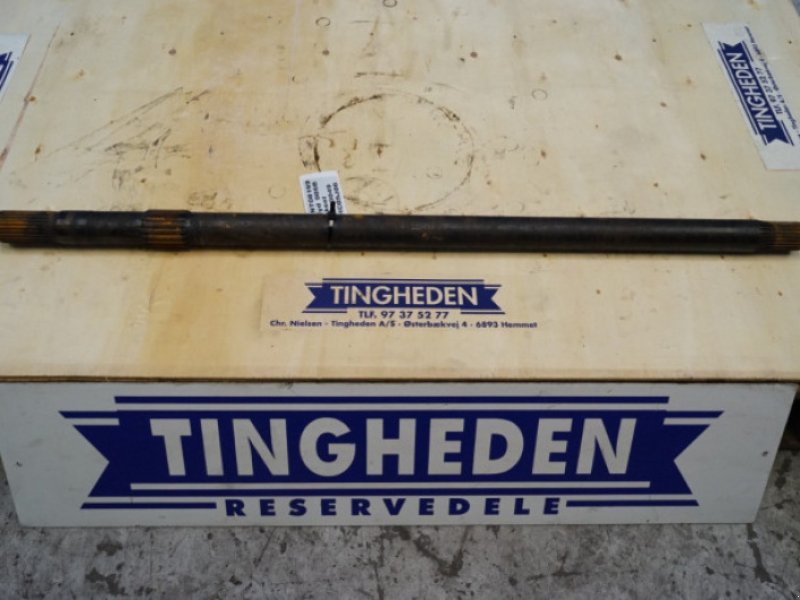 TINGHEDEN
TINGHEDEN
TLF. 97 37 52 77
Chr. Nielsen - Tingheden A/S - Østerbækvej 4 - 6893 Hemmet
TINGHEDEN
RESERVEDELE